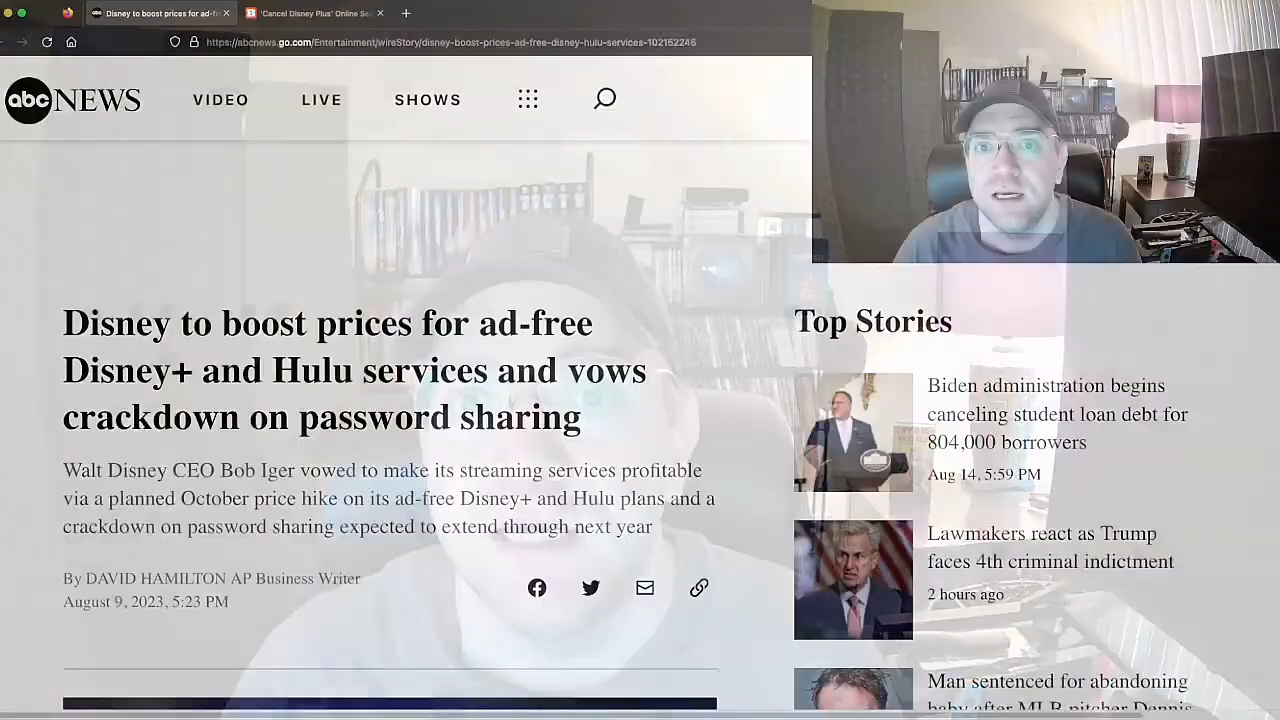 Disney to boost prices for ad-fr
'Cancel Disney Plus' Online Sea
https://abcnews.go.com/Entertainment/wireStory/disney-boost-prices-ad-free-disney-hulu-services-102152246
abc NEWS
VIDEO
LIVE
SHOWS
Disney to boost prices for ad-free
Disney+ and Hulu services and vows
crackdown on password sharing
Walt Disney CEO Bob Iger vowed to make its streaming services profitable
via a planned October price hike on its ad-free Disney+ and Hulu plans and a
crackdown on password sharing expected to extend through next year
By DAVID HAMILTON AP Business Writer
August 9, 2023, 5:23 PM
Top Stories
Biden administration begins
canceling student loan debt for
804,000 borrowers
Aug 14, 5:59 PM
Lawmakers react as Trump
faces 4th criminal indictment
2 hours ago
Man sentenced for abandoning
baby after MLB pitcher Dennis